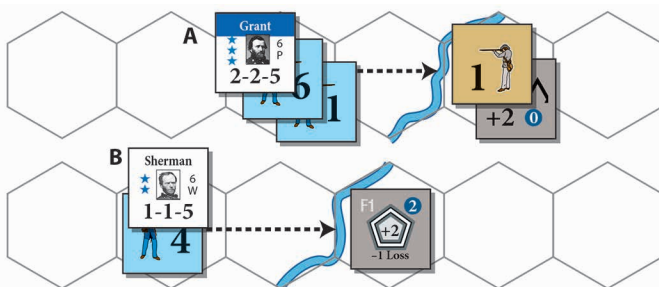 A
Grant
6
P
2-2-5
6
1
1
+2 0
B
Sherman
6
W
1-1-5
4
F1 2
+2
-1 Loss